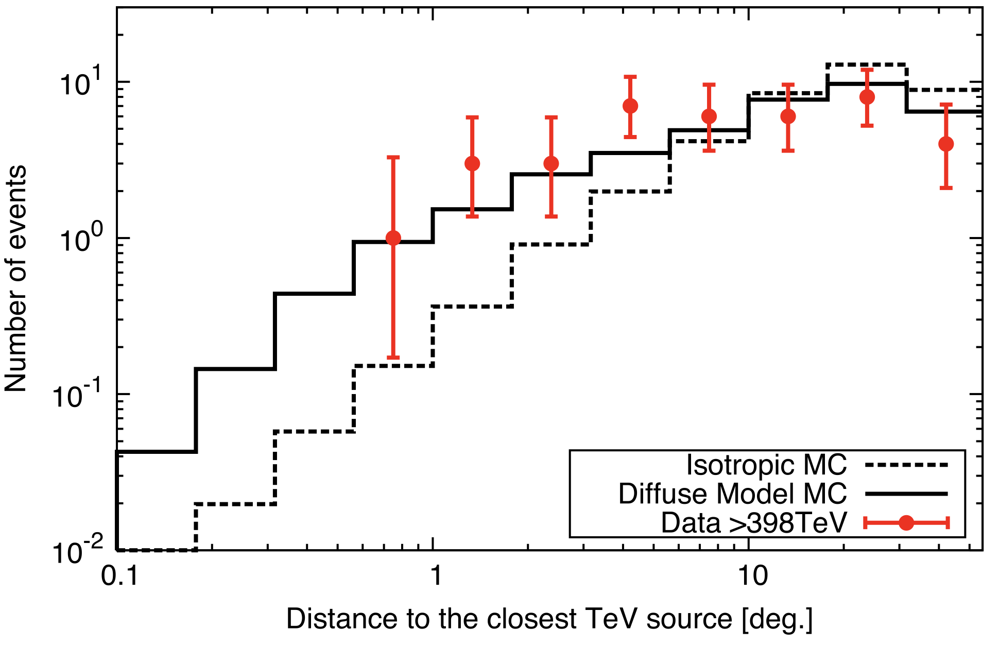 Number of events
10^1
10^0
10^-1
10^-2
0.1 1 10
Distance to the closest TeV source [deg.]
Isotropic MC
Diffuse Model MC
Data >398TeV